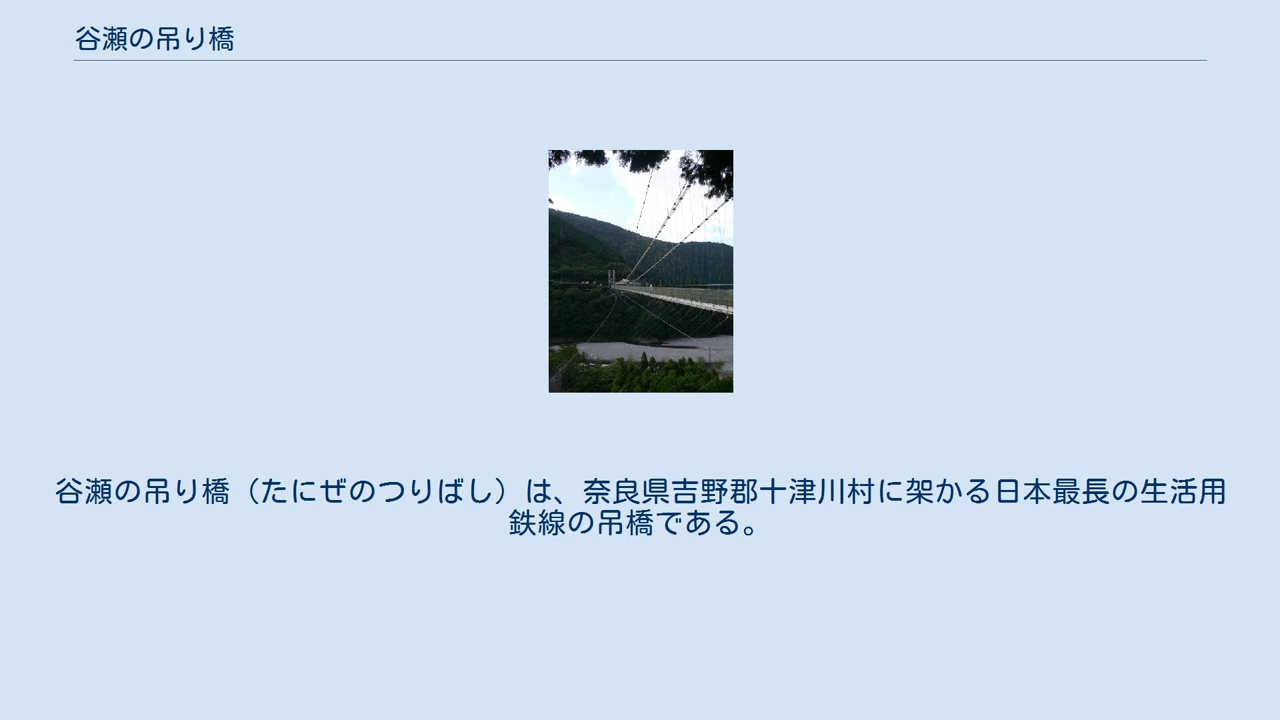 谷瀬の吊り橋
谷瀬の吊り橋（たにぜのつりばし）は、奈良県吉野郡十津川村に架かる日本最長の生活用
鉄線の吊橋である。